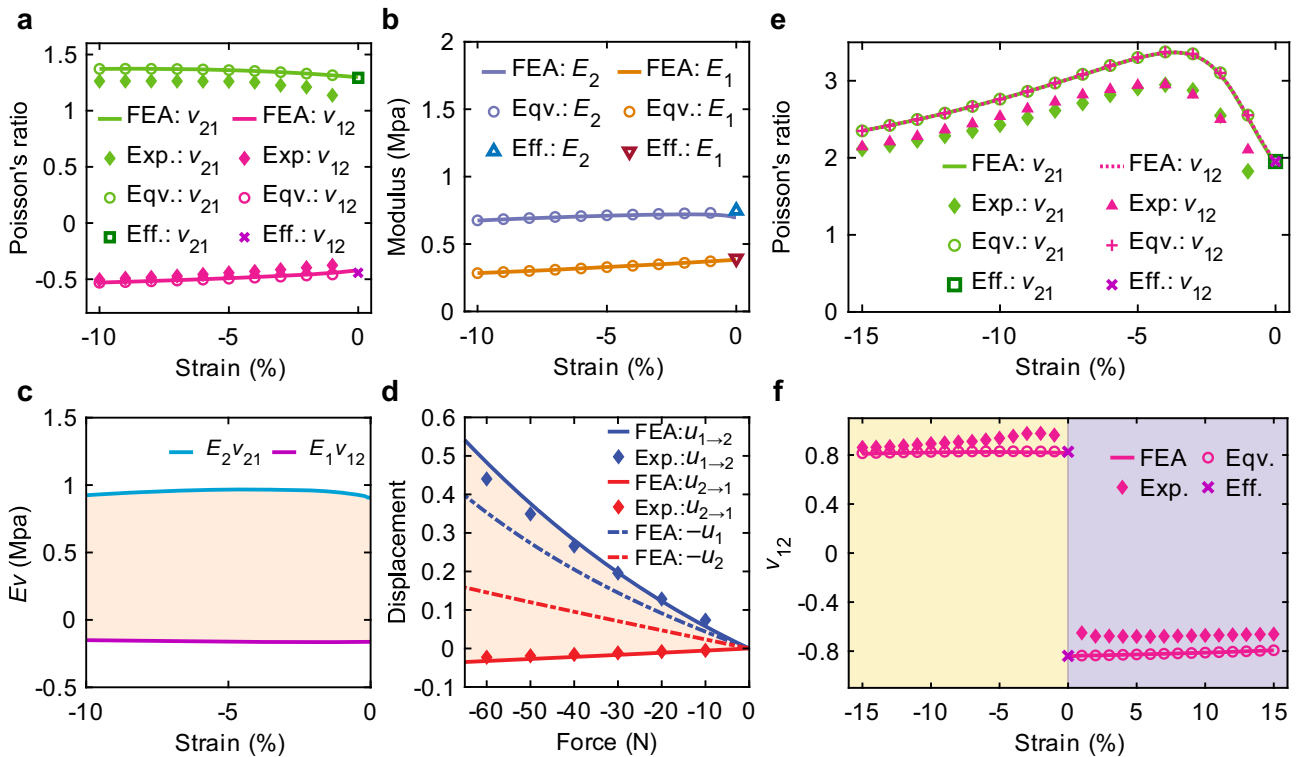 a
Poisson's ratio
1.5
1
0.5
0
-0.5
-10
-5
0
Strain (%)
FEA: v21
FEA: v12
Exp.: v21
Exp: v12
Eqv.: v21
Eqv.: v12
Eff.: v21
Eff.: v12
b
Modulus (Mpa)
2
1.5
1
0.5
0
-10
-5
0
Strain (%)
FEA: E2
FEA: E1
Eqv.: E2
Eqv.: E1
Eff.: E2
Eff.: E1
e
Poisson's ratio
3
2
1
0
-15
-10
-5
0
Strain (%)
FEA: v21
FEA: v12
Exp.: v21
Exp: v12
Eqv.: v21
Eqv.: v12
Eff.: v21
Eff.: v12
c
Ev (Mpa)
1.5
1
0.5
0
-0.5
-10
-5
0
Strain (%)
E2v21
E1v12
d
Displacement
0.6
0.5
0.4
0.3
0.2
0.1
0
-0.1
-60
-50
-40
-30
-20
-10
0
Force (N)
FEA:u1→2
Exp.:u1→2
FEA:u2→1
Exp.:u2→1
FEA:−u1
FEA:−u2
f
v12
0.8
0.4
0
-0.4
-0.8
-15
-10
-5
0
5
10
15
Strain (%)
FEA
Eqv.
Exp.
Eff.